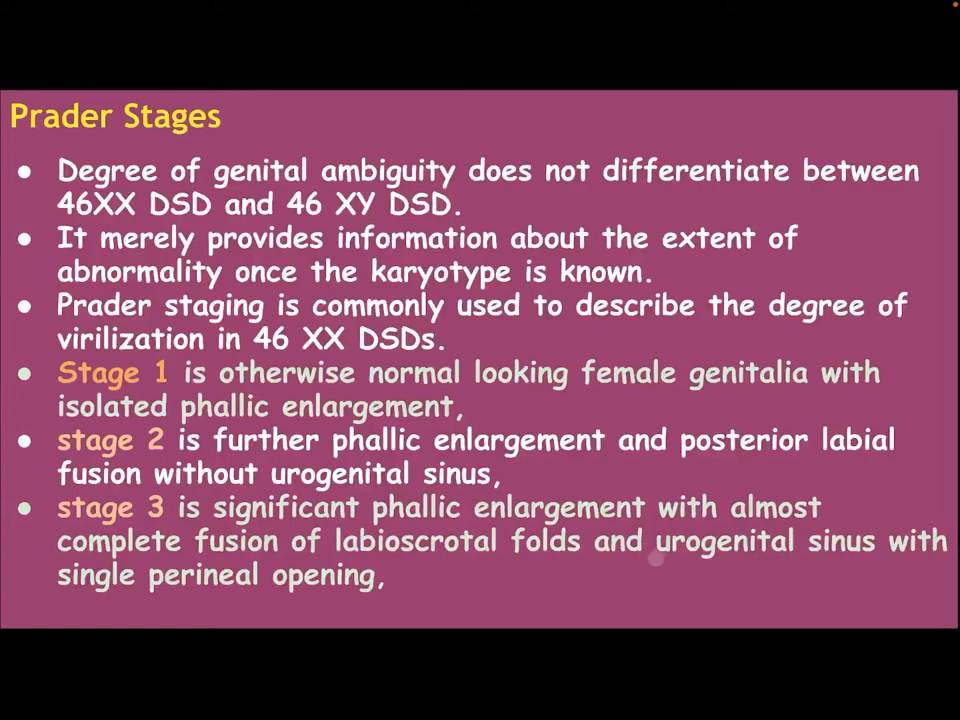 Prader Stages
● Degree of genital ambiguity does not differentiate between
46XX DSD and 46 XY DSD.
● It merely provides information about the extent of
abnormality once the karyotype is known.
● Prader staging is commonly used to describe the degree of
virilization in 46 XX DSDs.
● Stage 1 is otherwise normal looking female genitalia with
isolated phallic enlargement,
● stage 2 is further phallic enlargement and posterior labial
fusion without urogenital sinus,
● stage 3 is significant phallic enlargement with almost
complete fusion of labioscrotal folds and urogenital sinus with
single perineal opening,